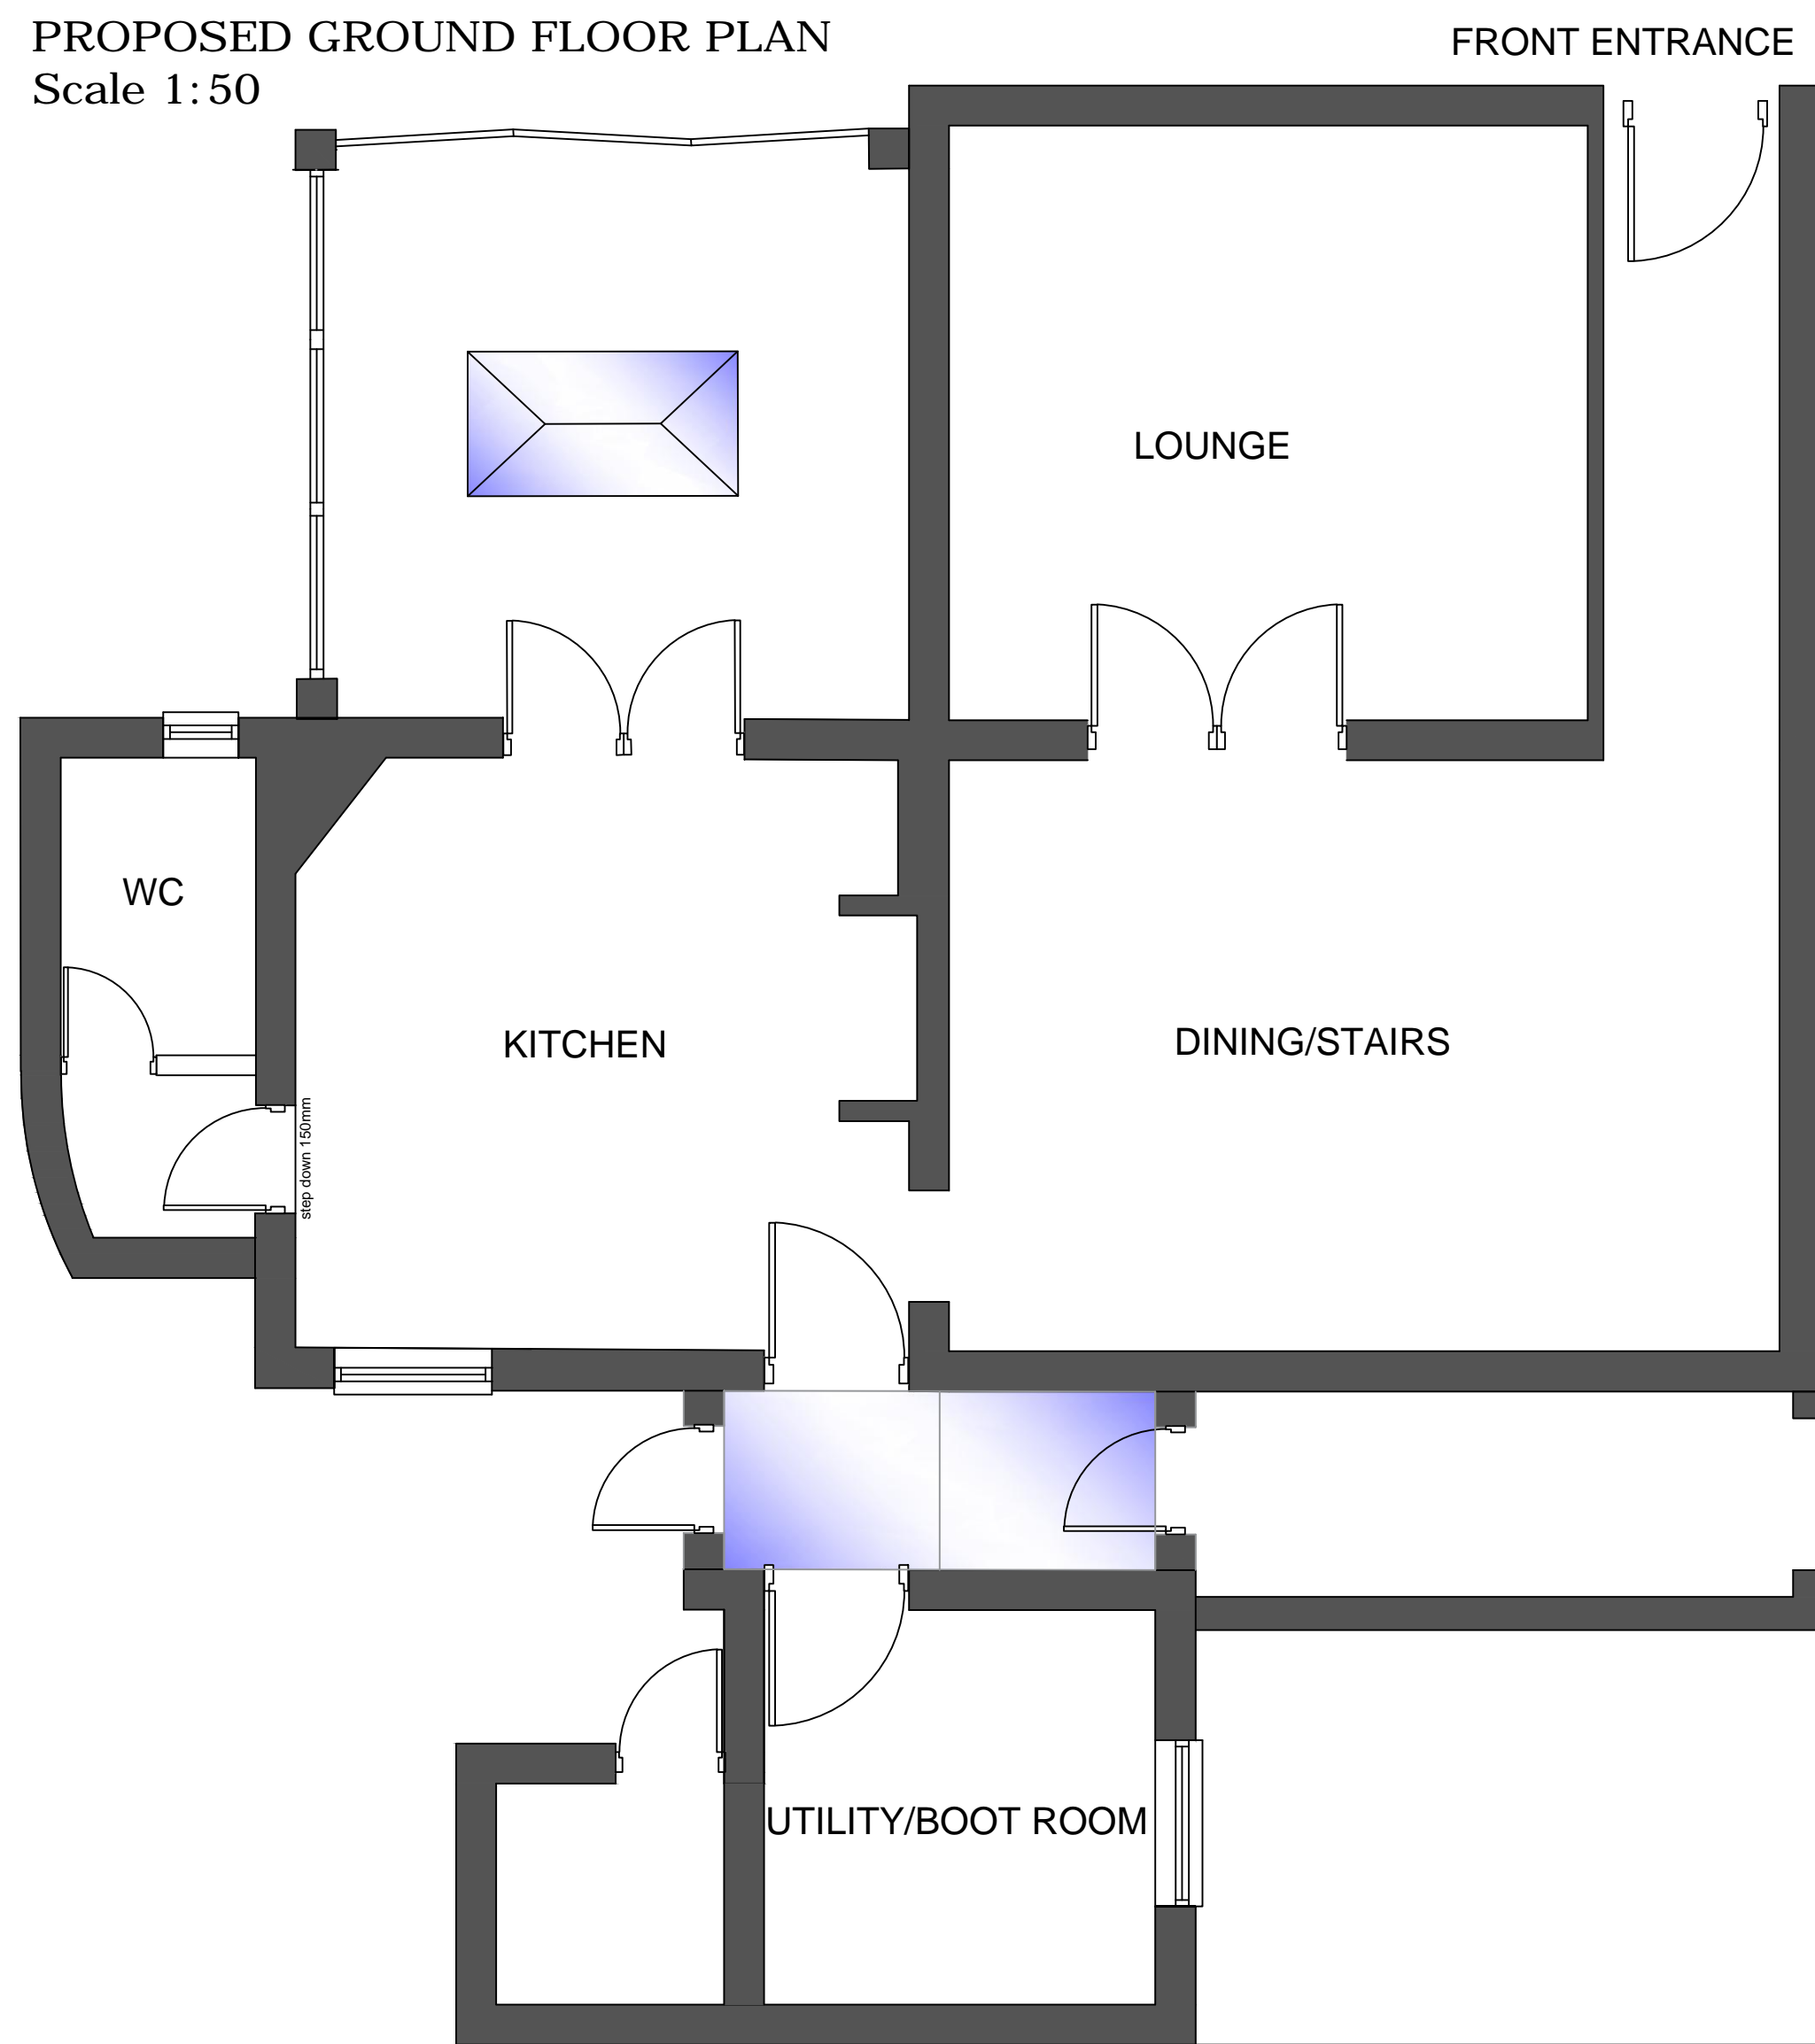 PROPOSED GROUND FLOOR PLAN
Scale 1:50
FRONT ENTRANCE
LOUNGE
WC
KITCHEN
DINING/STAIRS
step down 150mm
UTILITY/BOOT ROOM